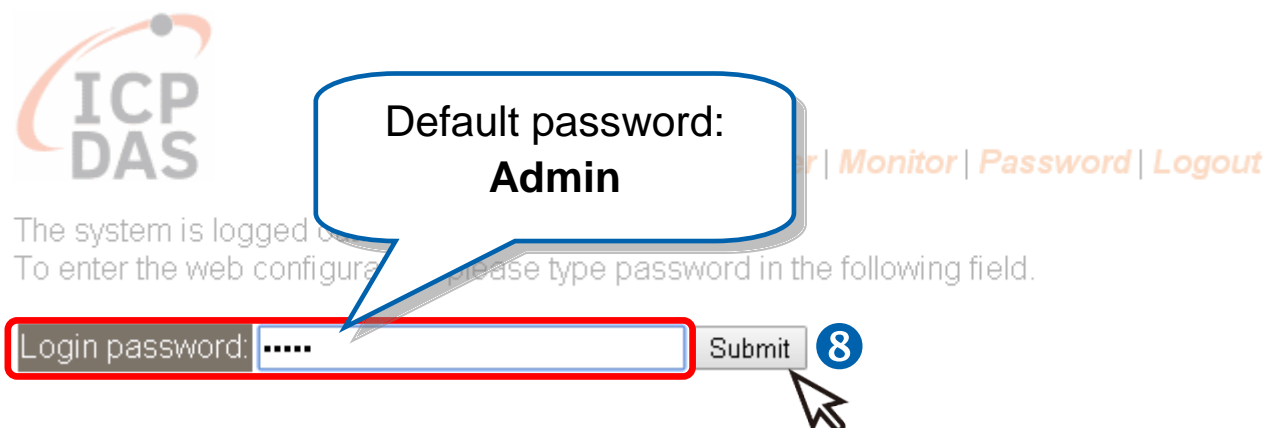 ICP
DAS
Default password:
Admin
r | Monitor | Password | Logout
The system is logged
To enter the web configura please type password in the following field.
Login password: •••••
Submit
8